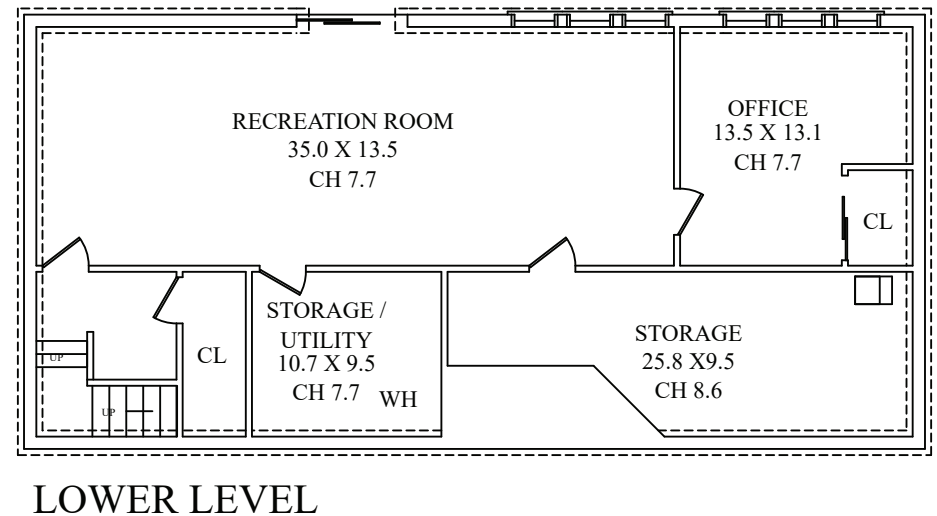 RECREATION ROOM
35.0 X 13.5
CH 7.7
OFFICE
13.5 X 13.1
CH 7.7
CL
UP
UP
CL
STORAGE /
UTILITY
10.7 X 9.5
CH 7.7
WH
STORAGE
25.8 X9.5
CH 8.6
LOWER LEVEL